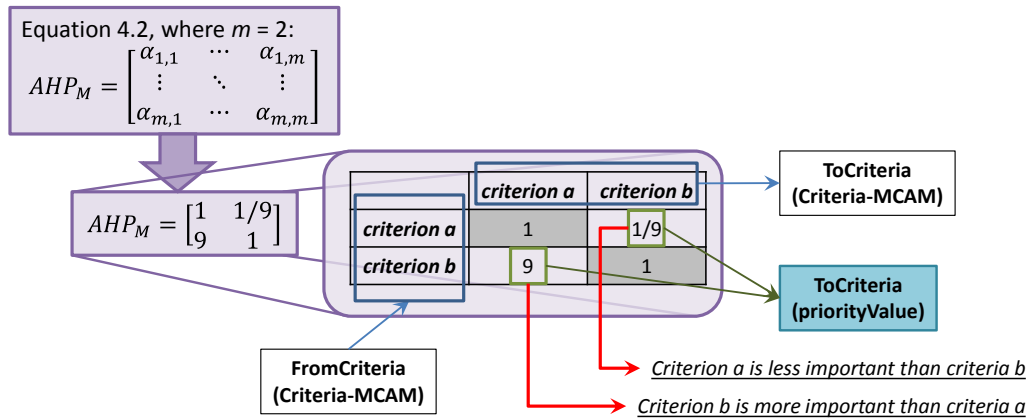 Equation 4.2, where m = 2:
AHP_M = [α_{1,1} ⋯ α_{1,m}
⋮ ⋱ ⋮
α_{m,1} ⋯ α_{m,m}]
AHP_M = [1 1/9
9 1]
criterion a criterion b
criterion a 1 1/9
criterion b 9 1
ToCriteria
(Criteria-MCAM)
ToCriteria
(priorityValue)
FromCriteria
(Criteria-MCAM)
Criterion a is less important than criteria b
Criterion b is more important than criteria a